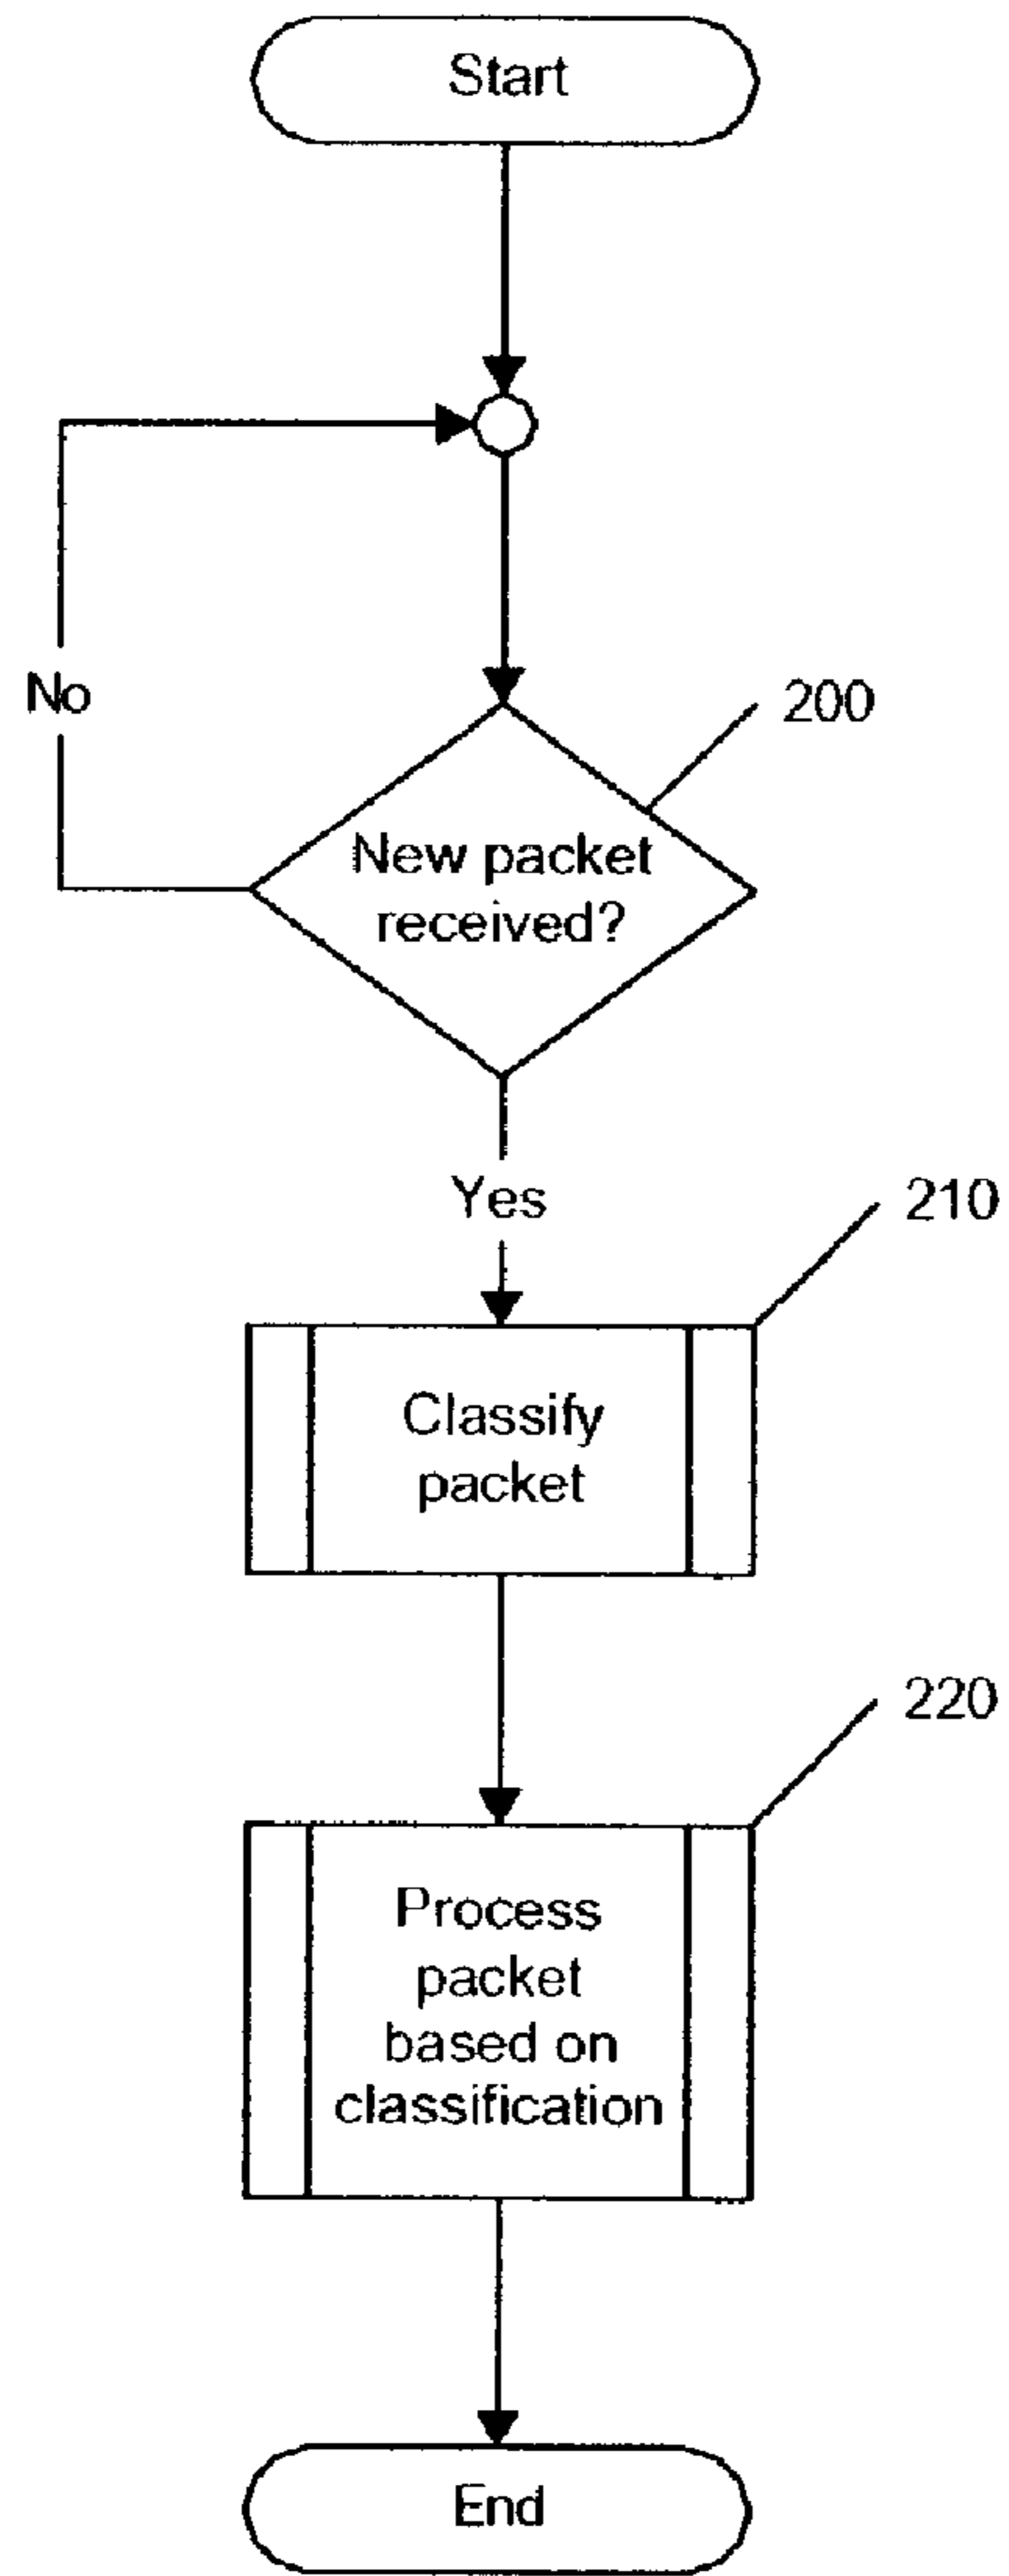 Start
No
200
New packet
received?
Yes
210
Classify
packet
220
Process
packet
based on
classification
End